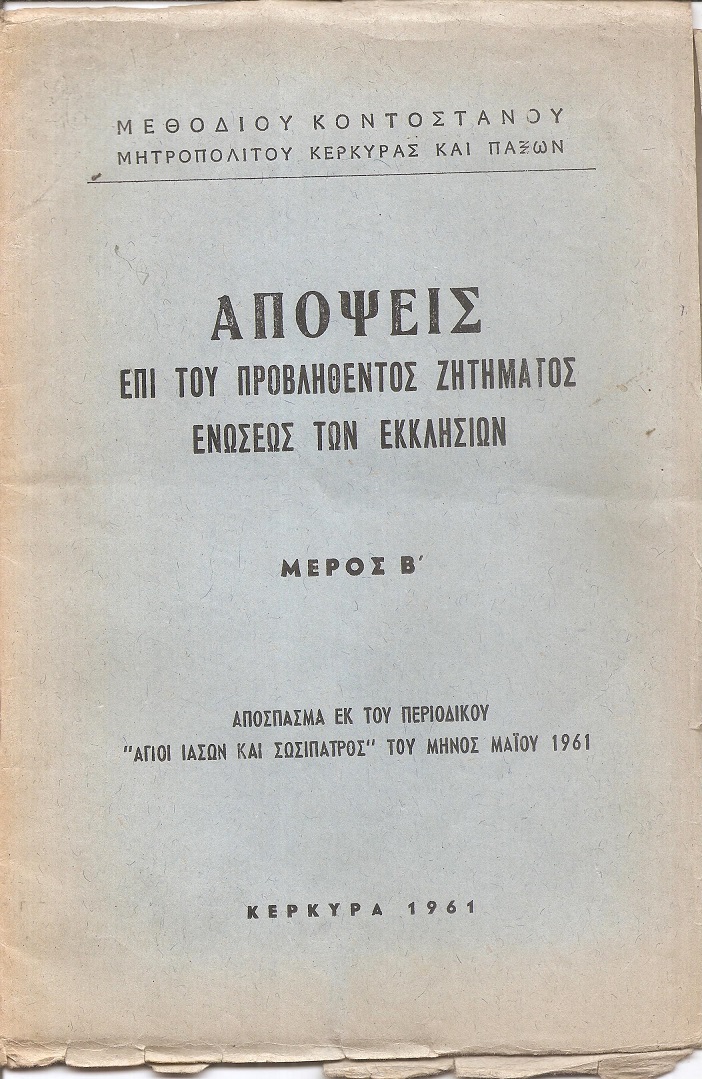 ΜΕΘΟΔΙΟΥ ΚΟΝΤΟΣΤΑΝΟΥ
ΜΗΤΡΟΠΟΛΙΤΟΥ ΚΕΡΚΥΡΑΣ ΚΑΙ ΠΑΞΩΝ
ΑΠΟΨΕΙΣ
ΕΠΙ ΤΟΥ ΠΡΟΒΛΗΘΕΝΤΟΣ ΖΗΤΗΜΑΤΟΣ
ΕΝΩΣΕΩΣ ΤΩΝ ΕΚΚΛΗΣΙΩΝ
ΜΕΡΟΣ Β΄
ΑΠΟΣΠΑΣΜΑ ΕΚ ΤΟΥ ΠΕΡΙΟΔΙΚΟΥ
"ΑΓΙΟΙ ΙΑΣΩΝ ΚΑΙ ΣΩΣΙΠΑΤΡΟΣ" ΤΟΥ ΜΗΝΟΣ ΜΑΪΟΥ 1961
ΚΕΡΚΥΡΑ 1961